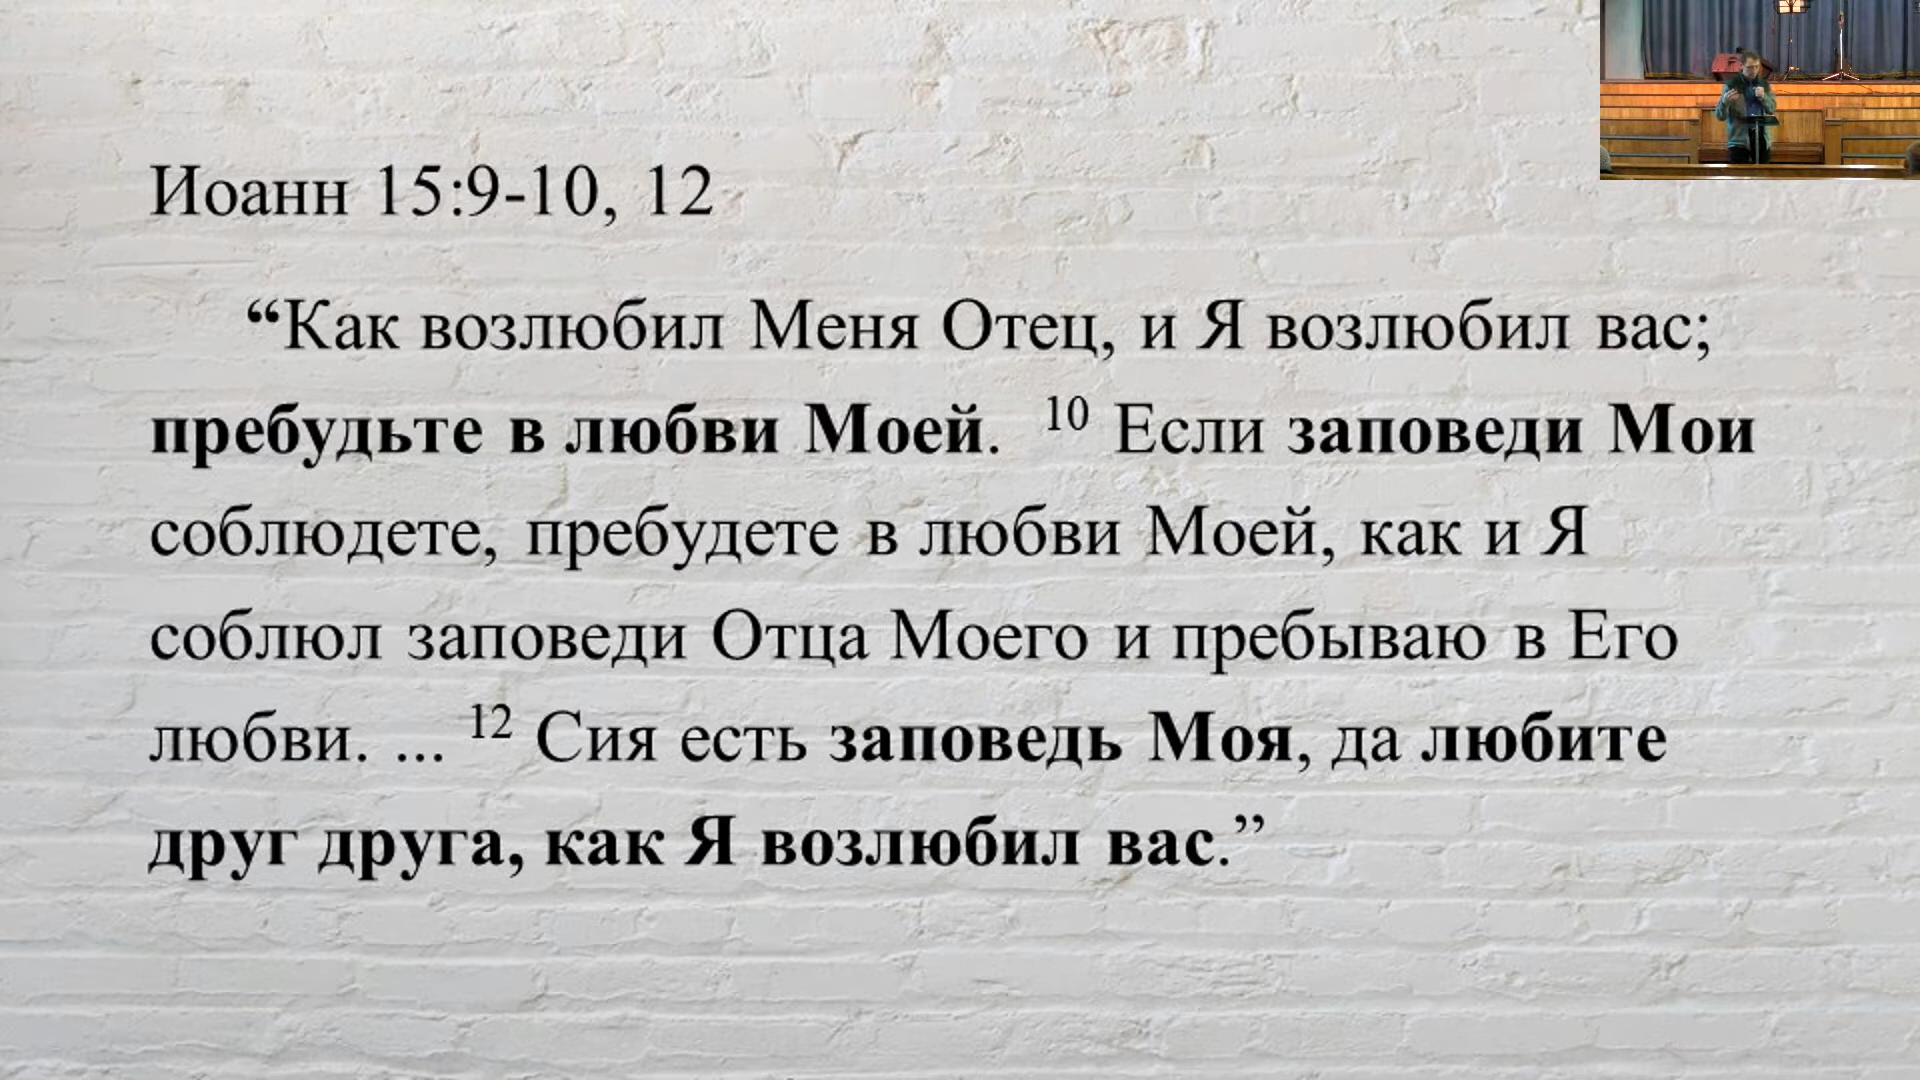 Иоанн 15:9-10, 12
“Как возлюбил Меня Отец, и Я возлюбил вас;
пребудьте в любви Моей. 10 Если заповеди Мои
соблюдете, пребудете в любви Моей, как и Я
соблюл заповеди Отца Моего и пребываю в Его
любви. ... 12 Сия есть заповедь Моя, да любите
друг друга, как Я возлюбил вас.”